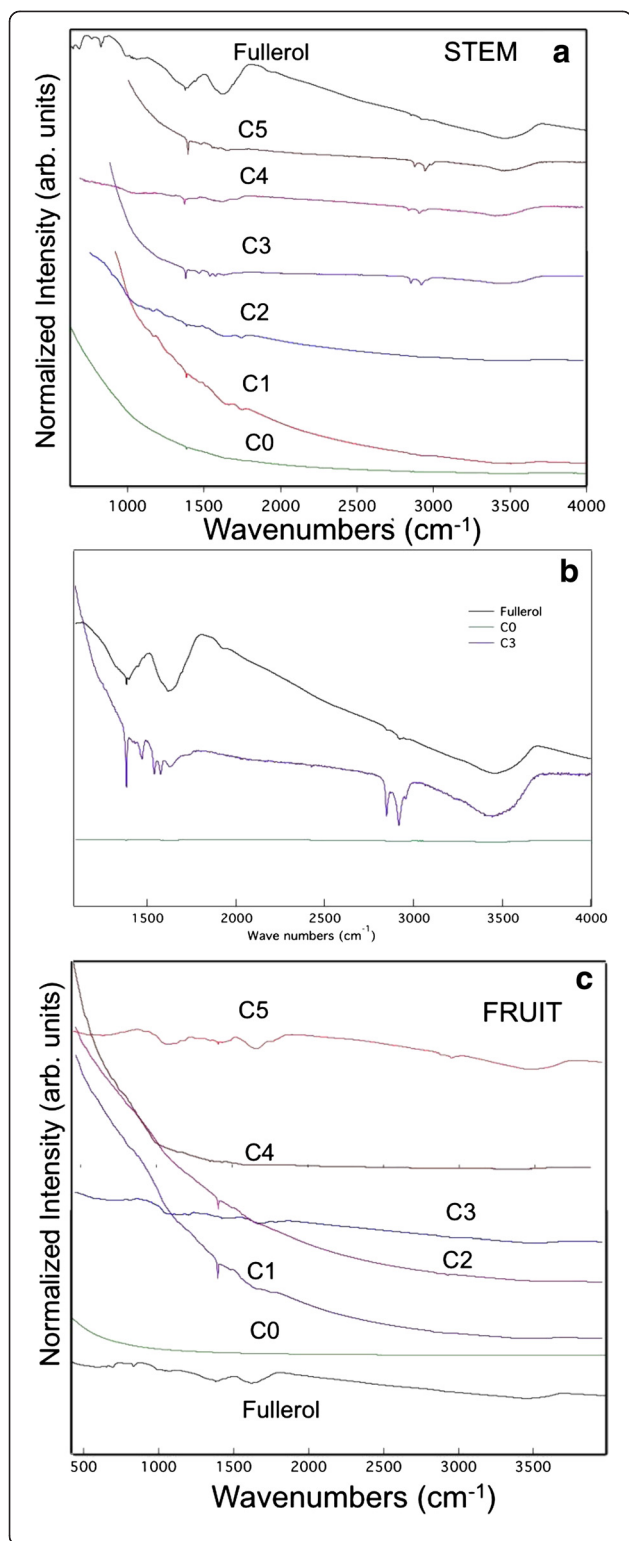 a
STEM
Fullerol
C5
C4
C3
C2
C1
C0
Normalized Intensity (arb. units)
1000 1500 2000 2500 3000 3500 4000
Wavenumbers (cm-1)
b
Fullerol
C0
C3
1500 2000 2500 3000 3500 4000
Wave numbers (cm-1)
c
FRUIT
C5
C4
C3
C2
C1
C0
Fullerol
Normalized Intensity (arb. units)
500 1000 1500 2000 2500 3000 3500
Wavenumbers (cm-1)